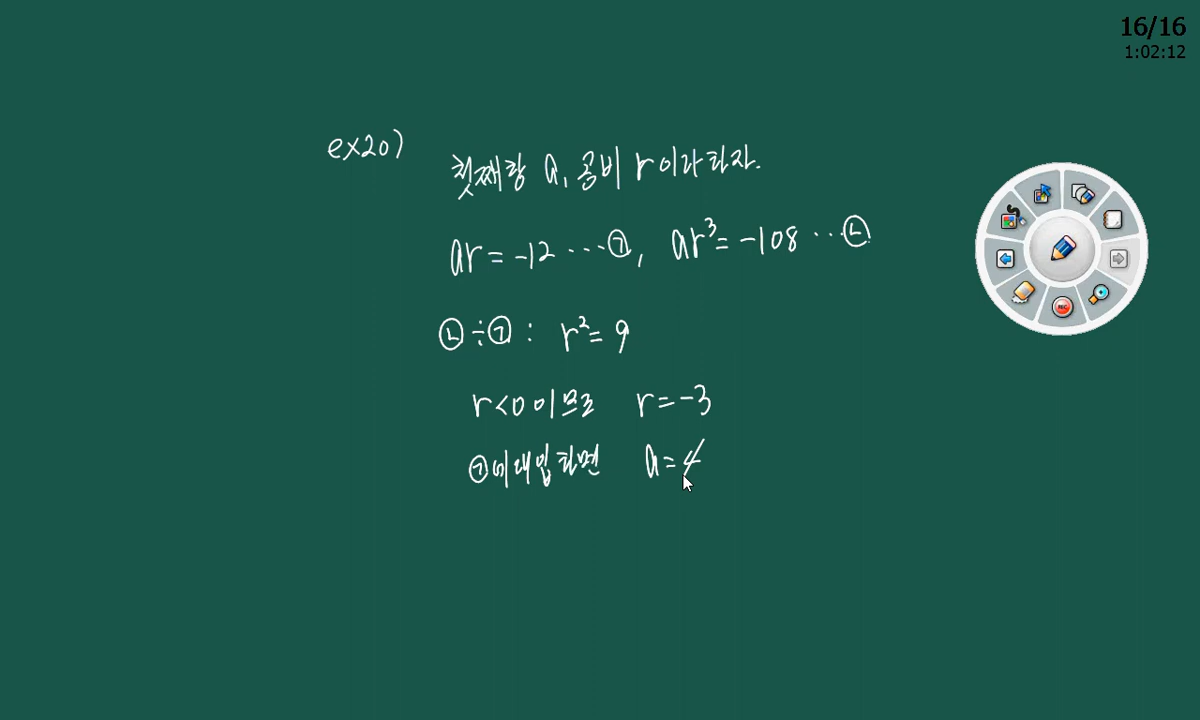 16/16
1:02:12
ex20)
첫째항 a, 공비 r이라하자.
ar = -12 ··· ㉠, ar³ = -108 ·· ㉡
㉡ ÷ ㉠ : r² = 9
r<0 이므로 r = -3
㉠에대입하면 a = 4
REC